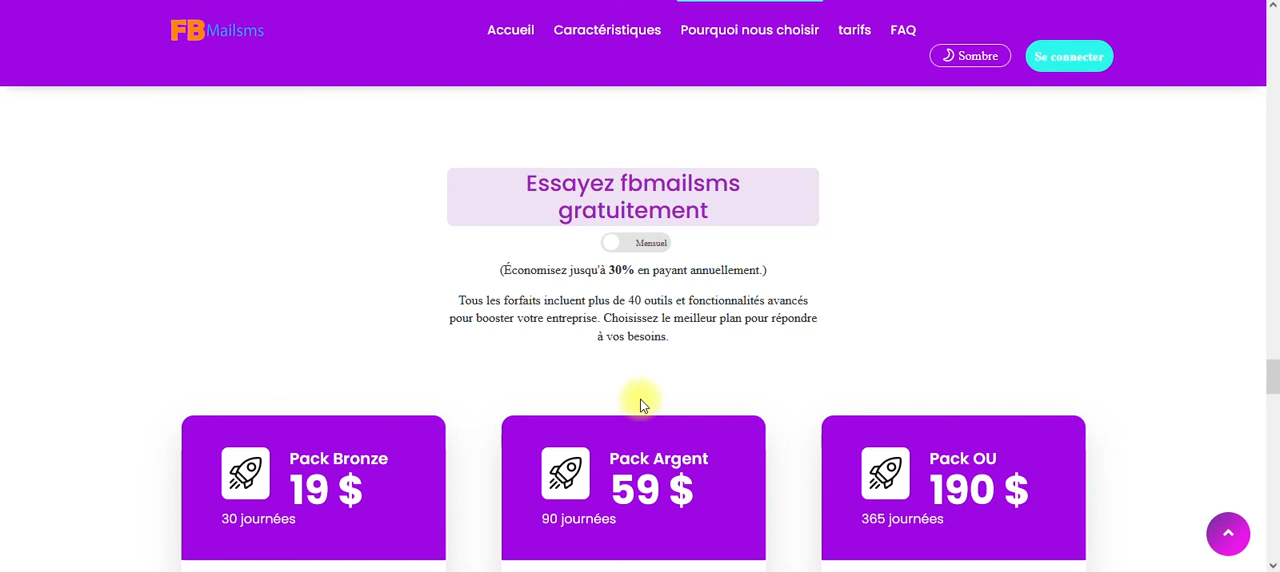 FBMailsms
Accueil Caractéristiques Pourquoi nous choisir tarifs FAQ
Sombre
Se connecter
Essayez fbmailsms
gratuitement
Mensuel
(Économisez jusqu'à 30% en payant annuellement.)
Tous les forfaits incluent plus de 40 outils et fonctionnalités avancés
pour booster votre entreprise. Choisissez le meilleur plan pour répondre
à vos besoins.
Pack Bronze
19 $
30 journées
Pack Argent
59 $
90 journées
Pack OU
190 $
365 journées